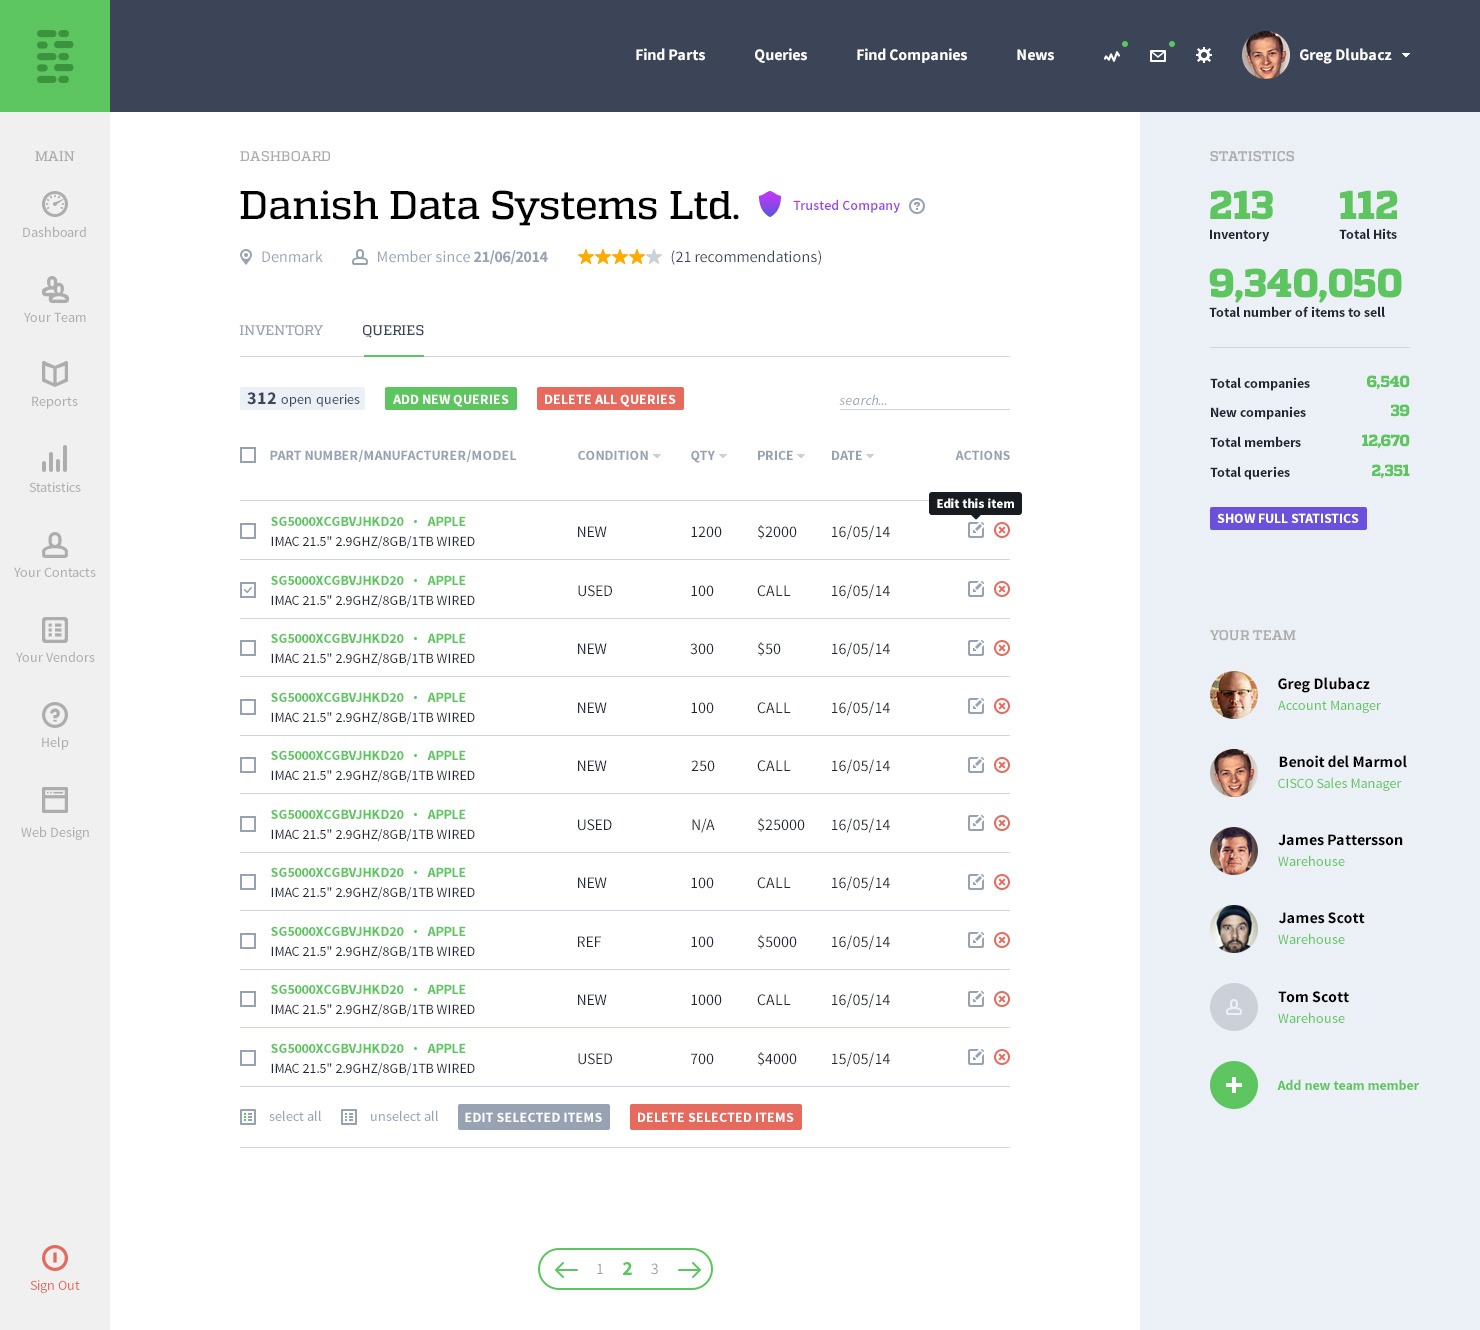 Find Parts Queries Find Companies News Greg Dlubacz
MAIN
Dashboard
Your Team
Reports
Statistics
Your Contacts
Your Vendors
Help
Web Design
Sign Out
DASHBOARD
Danish Data Systems Ltd. Trusted Company
Denmark Member since 21/06/2014 (21 recommendations)
INVENTORY QUERIES
312 open queries ADD NEW QUERIES DELETE ALL QUERIES search...
PART NUMBER/MANUFACTURER/MODEL CONDITION QTY PRICE DATE ACTIONS
Edit this item
SG5000XCGBVJHKD20 • APPLE
IMAC 21.5" 2.9GHZ/8GB/1TB WIRED NEW 1200 $2000 16/05/14
SG5000XCGBVJHKD20 • APPLE
IMAC 21.5" 2.9GHZ/8GB/1TB WIRED USED 100 CALL 16/05/14
SG5000XCGBVJHKD20 • APPLE
IMAC 21.5" 2.9GHZ/8GB/1TB WIRED NEW 300 $50 16/05/14
SG5000XCGBVJHKD20 • APPLE
IMAC 21.5" 2.9GHZ/8GB/1TB WIRED NEW 100 CALL 16/05/14
SG5000XCGBVJHKD20 • APPLE
IMAC 21.5" 2.9GHZ/8GB/1TB WIRED NEW 250 CALL 16/05/14
SG5000XCGBVJHKD20 • APPLE
IMAC 21.5" 2.9GHZ/8GB/1TB WIRED USED N/A $25000 16/05/14
SG5000XCGBVJHKD20 • APPLE
IMAC 21.5" 2.9GHZ/8GB/1TB WIRED NEW 100 CALL 16/05/14
SG5000XCGBVJHKD20 • APPLE
IMAC 21.5" 2.9GHZ/8GB/1TB WIRED REF 100 $5000 16/05/14
SG5000XCGBVJHKD20 • APPLE
IMAC 21.5" 2.9GHZ/8GB/1TB WIRED NEW 1000 CALL 16/05/14
SG5000XCGBVJHKD20 • APPLE
IMAC 21.5" 2.9GHZ/8GB/1TB WIRED USED 700 $4000 15/05/14
select all unselect all EDIT SELECTED ITEMS DELETE SELECTED ITEMS
1 2 3
STATISTICS
213 112
Inventory Total Hits
9,340,050
Total number of items to sell
Total companies 6,540
New companies 39
Total members 12,670
Total queries 2,351
SHOW FULL STATISTICS
YOUR TEAM
Greg Dlubacz
Account Manager
Benoit del Marmol
CISCO Sales Manager
James Pattersson
Warehouse
James Scott
Warehouse
Tom Scott
Warehouse
Add new team member